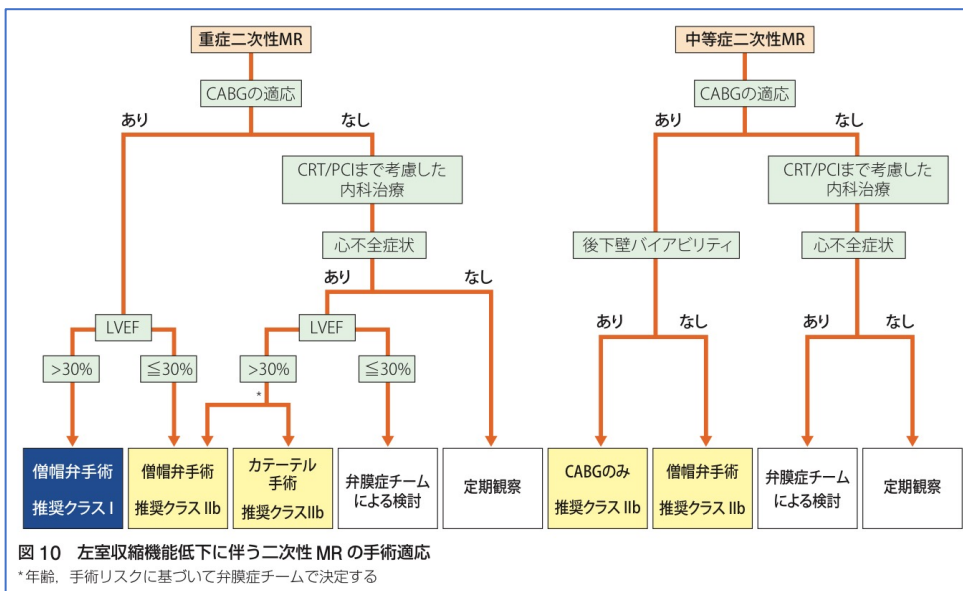 重症二次性MR
CABGの適応
あり
なし
CRT/PCIまで考慮した
内科治療
心不全症状
あり
なし
LVEF
LVEF
>30%
≦30%
>30%
≦30%
*
僧帽弁手術
推奨クラス I
僧帽弁手術
推奨クラス IIb
カテーテル
手術
推奨クラスIIb
弁膜症チーム
による検討
定期観察
中等症二次性MR
CABGの適応
あり
なし
CRT/PCIまで考慮した
内科治療
後下壁バイアビリティ
心不全症状
あり
なし
あり
なし
CABGのみ
推奨クラス IIb
僧帽弁手術
推奨クラス IIb
弁膜症チーム
による検討
定期観察
図 10 左室収縮機能低下に伴う二次性 MR の手術適応
*年齢，手術リスクに基づいて弁膜症チームで決定する